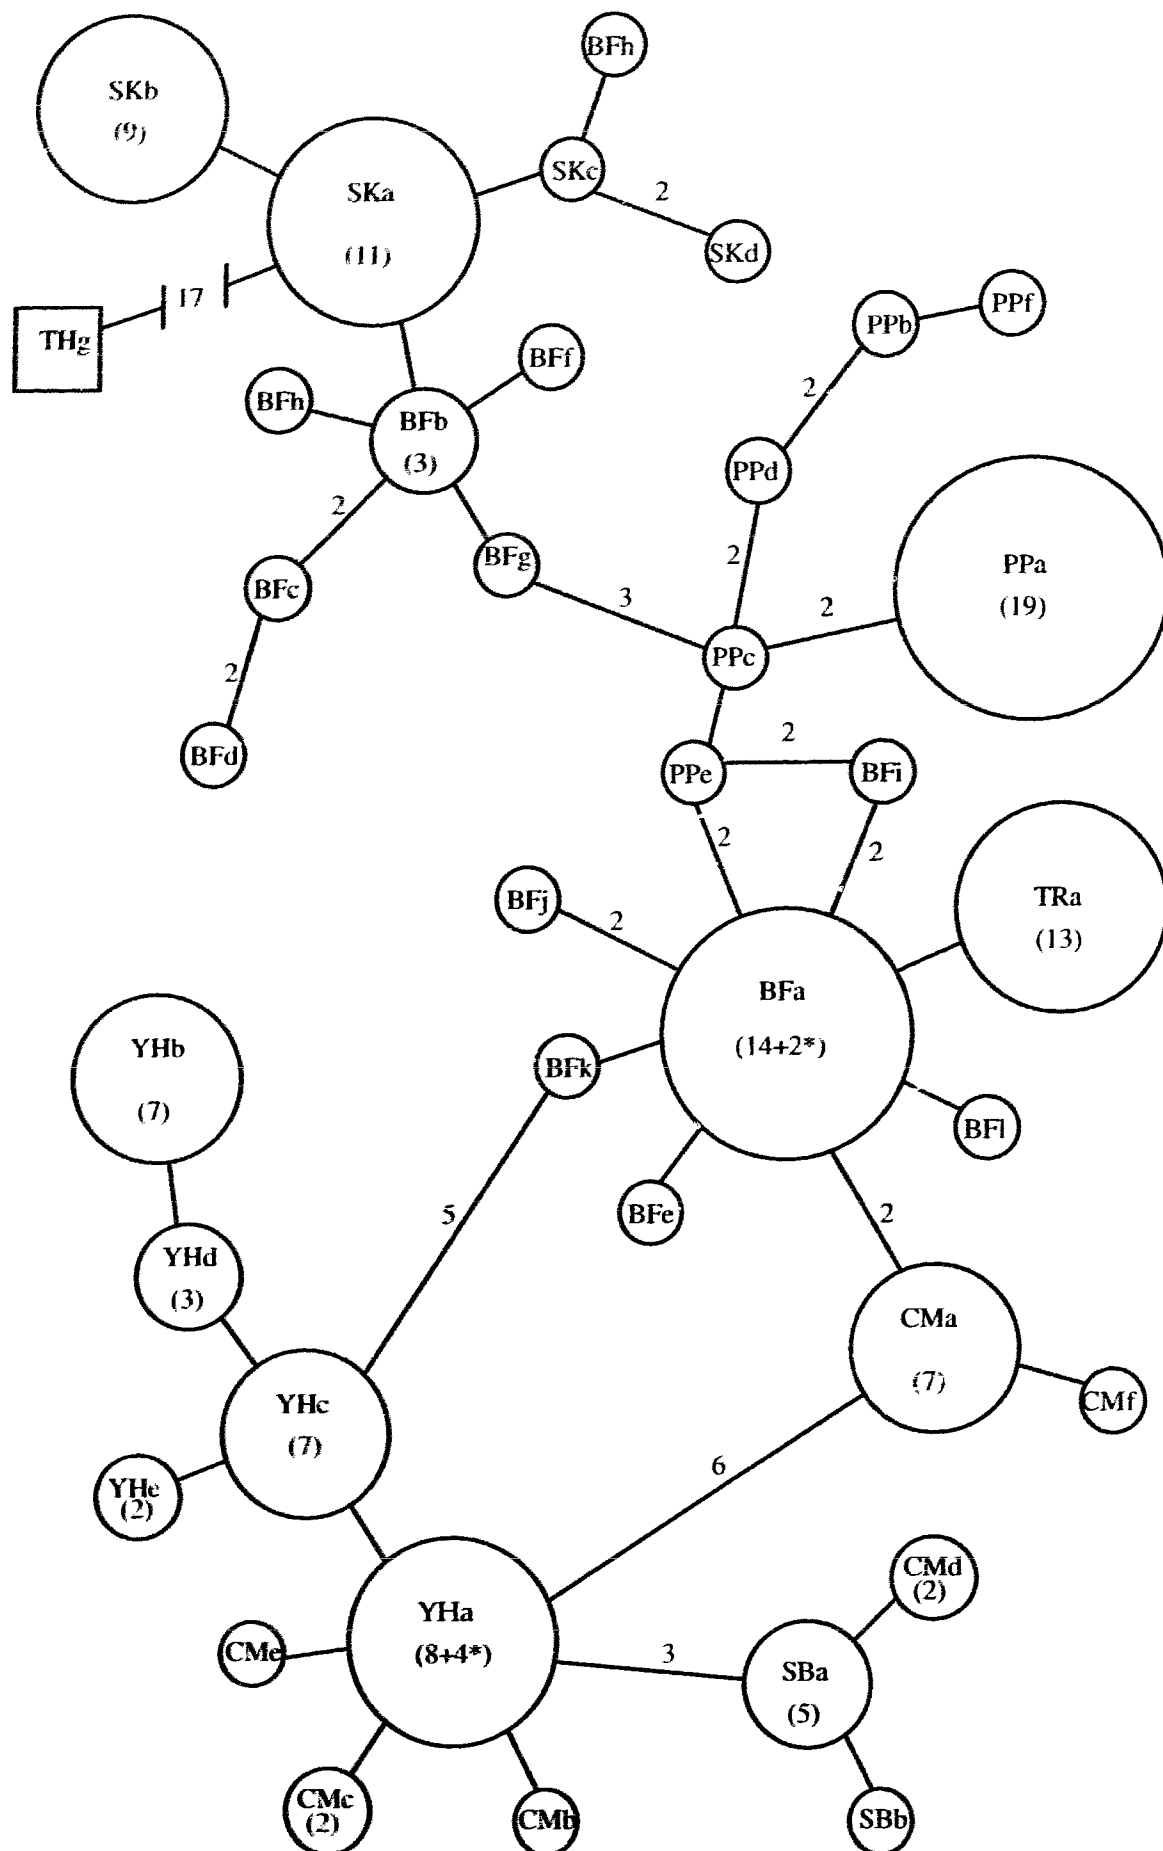 BFh
SKb
(9)
SKa
(11)
SKc
2
SKd
17
THg
PPb
PPf
BFf
BFh
BFb
(3)
2
PPd
2
BFg
BFc
2
PPa
(19)
3
2
PPc
2
BFd
PPe
2
BFi
2
2
BFj
2
TRa
(13)
BFa
(14+2*)
YHb
(7)
BFk
BFl
BFe
5
2
YHd
(3)
CMa
(7)
CMf
YHc
(7)
6
YHe
(2)
CMd
(2)
YHa
(8+4*)
CMe
3
SBa
(5)
CMc
(2)
CMb
SBb